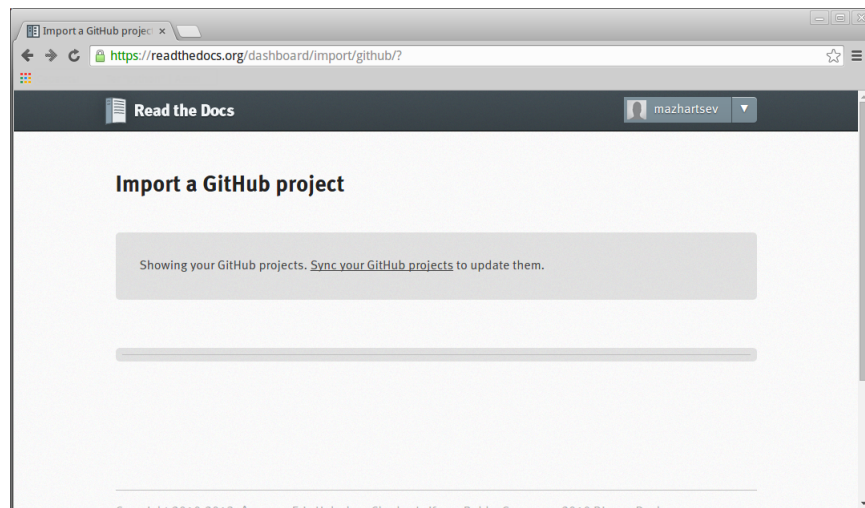 Import a GitHub projec
https://readthedocs.org/dashboard/import/github/?
Read the Docs
mazhartsev
Import a GitHub project
Showing your GitHub projects. Sync your GitHub projects to update them.